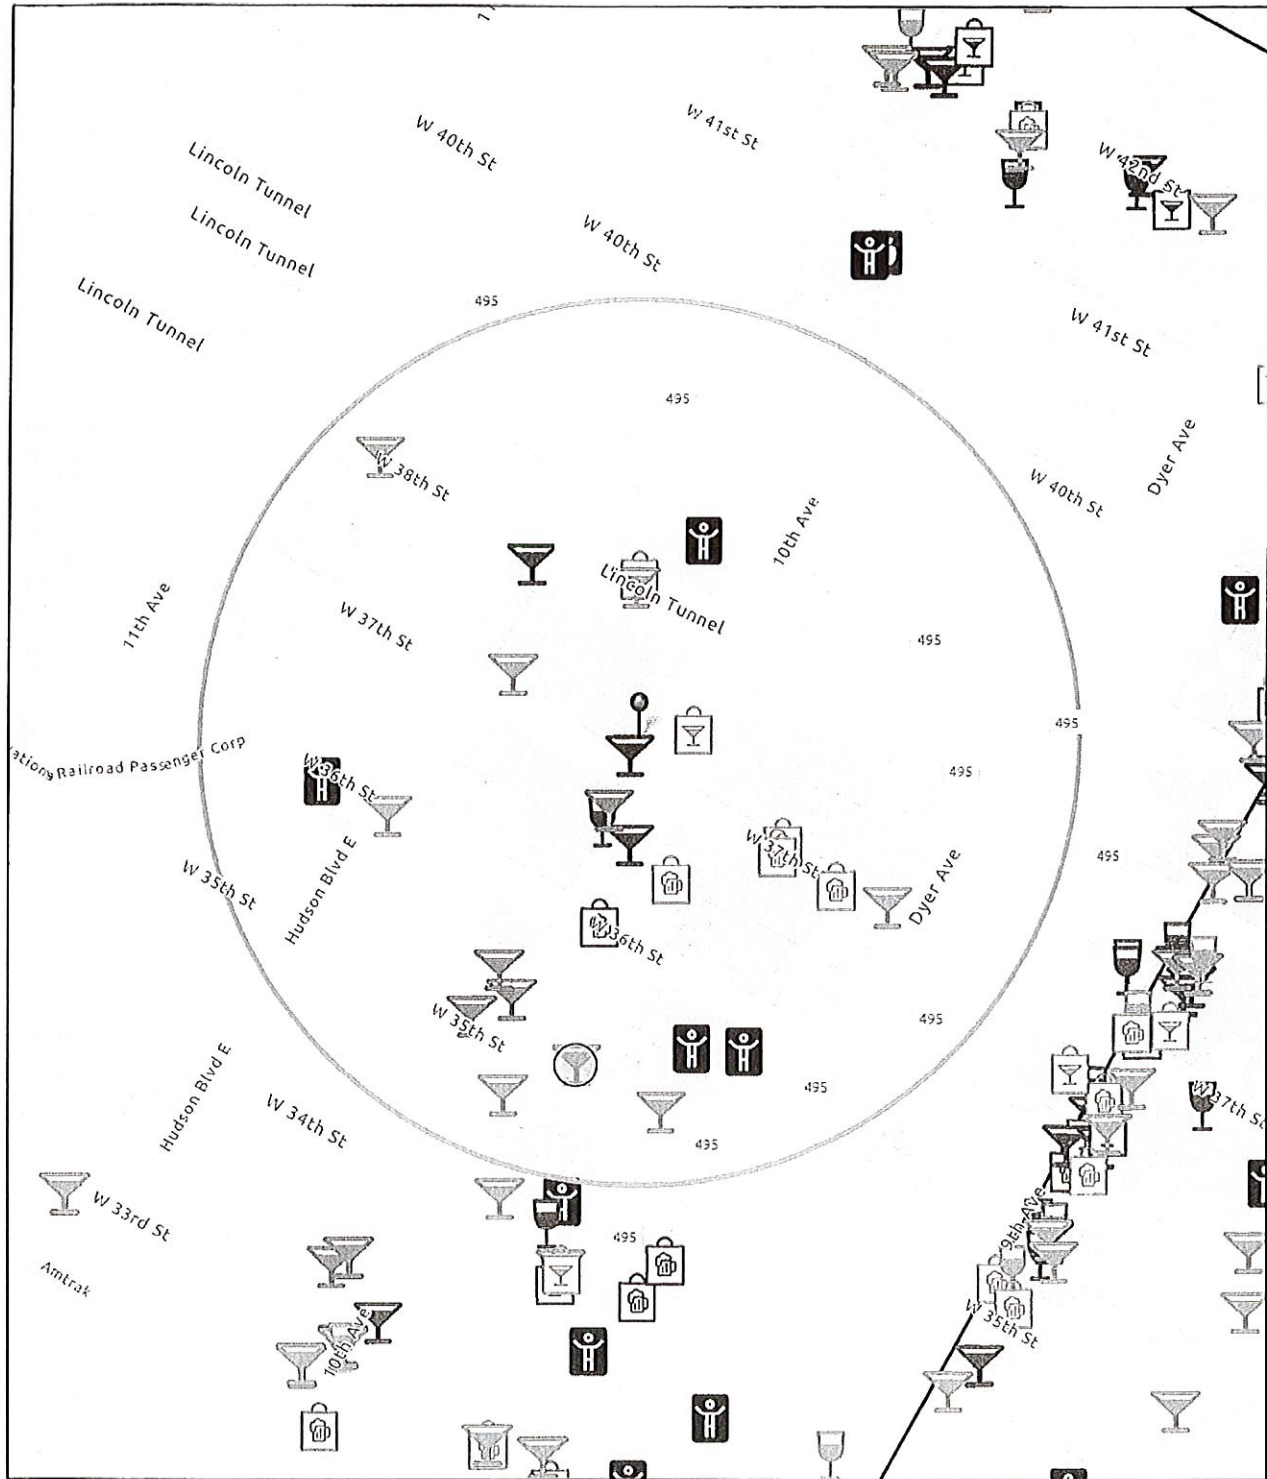 W 41st St
W 40th St
W 42nd St
Lincoln Tunnel
Lincoln Tunnel
W 40th St
Lincoln Tunnel
495
W 41st St
495
Dyer Ave
W 38th St
W 40th St
10th Ave
Lincoln Tunnel
11th Ave
W 37th St
495
495
Railroad Passenger Corp
W 36th St
495
W 37th St
495
W 35th St
Hudson Blvd E
Dyer Ave
W 36th St
W 35th St
495
Hudson Blvd E
495
W 34th St
W 37th St
495
W 33rd St
9th Ave
495
Amtrak
W 35th St
10th Ave